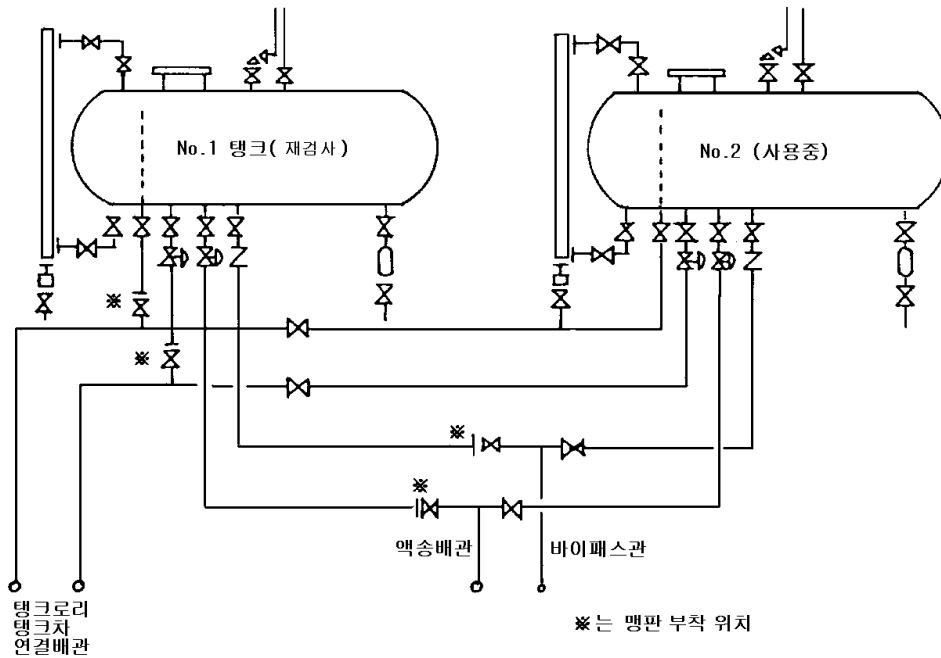 No.1 탱크( 재검사)
No.2 (사용중)
※
※
※
※
액송배관
바이패스관
탱크로리
탱크차
연결배관
※는 맹판 부착 위치